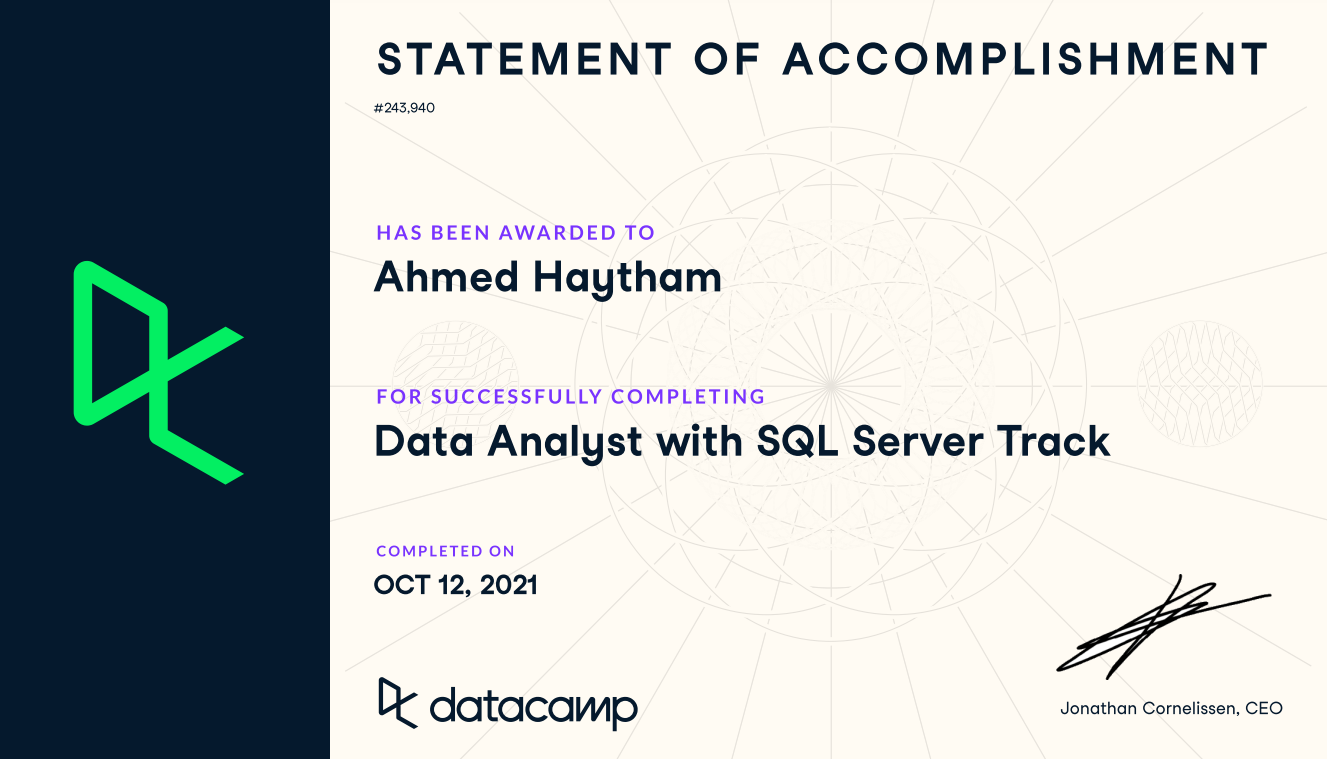 STATEMENT OF ACCOMPLISHMENT
#243,940
HAS BEEN AWARDED TO
Ahmed Haytham
FOR SUCCESSFULLY COMPLETING
Data Analyst with SQL Server Track
COMPLETED ON
OCT 12, 2021
datacamp
Jonathan Cornelissen, CEO